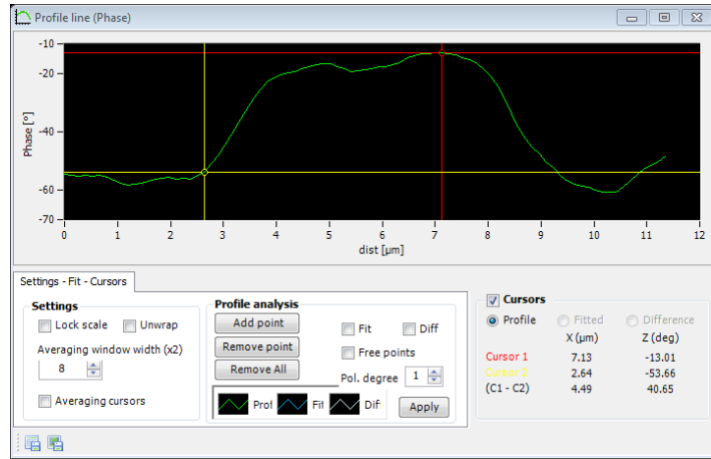 Profile line (Phase)
-10
-20
-40
-60
-70
Phase [°]
0 1 2 3 4 5 6 7 8 9 10 11 12
dist [µm]
Settings - Fit - Cursors
Settings
Lock scale Unwrap
Averaging window width (x2)
8
Averaging cursors
Profile analysis
Add point
Remove point
Remove All
Fit Diff
Free points
Pol. degree 1
Prof Fit Dif
Apply
Cursors
Profile Fitted Difference
X (µm) Z (deg)
Cursor 1 7.13 -13.01
Cursor 2 2.64 -53.66
(C1 - C2) 4.49 40.65